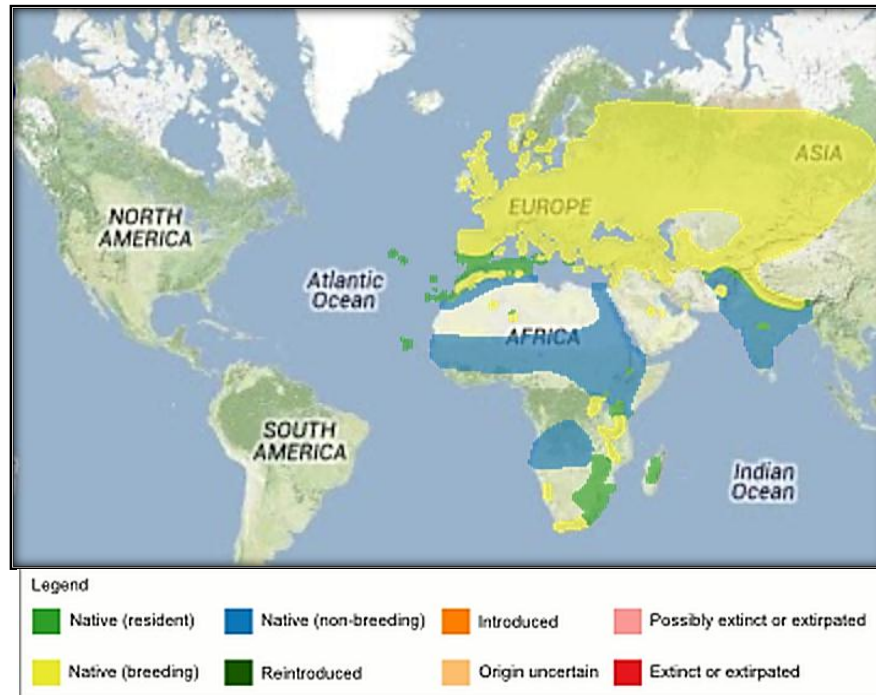 ASIA
EUROPE
NORTH
AMERICA
Atlantic
Ocean
AFRICA
SOUTH
AMERICA
Indian
Ocean
Legend
Native (resident)
Native (non-breeding)
Introduced
Possibly extinct or extirpated
Native (breeding)
Reintroduced
Origin uncertain
Extinct or extirpated